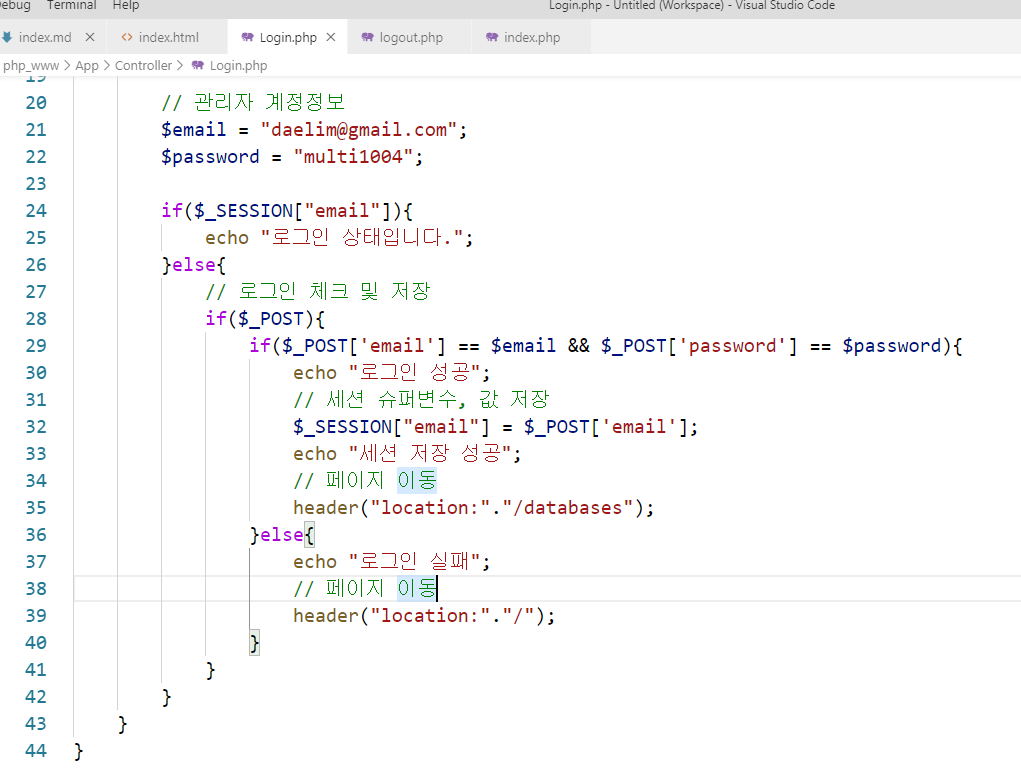 ebug Terminal Help Login.php - Untitled (Workspace) - Visual Studio Code
index.md × <> index.html Login.php × logout.php index.php
php_www > App > Controller > Login.php
19
20 // 관리자 계정정보
21 $email = "daelim@gmail.com";
22 $password = "multi1004";
23
24 if($_SESSION["email"]){
25 echo "로그인 상태입니다.";
26 }else{
27 // 로그인 체크 및 저장
28 if($_POST){
29 if($_POST['email'] == $email && $_POST['password'] == $password){
30 echo "로그인 성공";
31 // 세션 슈퍼변수, 값 저장
32 $_SESSION["email"] = $_POST['email'];
33 echo "세션 저장 성공";
34 // 페이지 이동
35 header("location:"."/databases");
36 }else{
37 echo "로그인 실패";
38 // 페이지 이동
39 header("location:"."/");
40 }
41 }
42 }
43 }
44 }